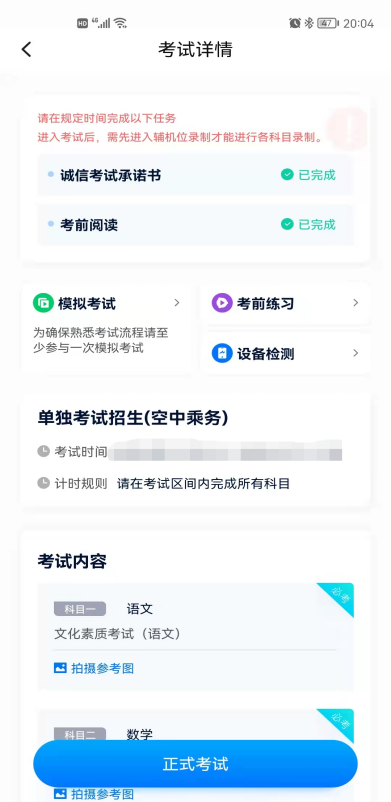 HD 4G 47 20:04
考试详情
请在规定时间完成以下任务
进入考试后，需先进入辅机位录制才能进行各科目录制。
诚信考试承诺书 已完成
考前阅读 已完成
模拟考试
为确保熟悉考试流程请至
少参与一次模拟考试
考前练习
设备检测
单独考试招生(空中乘务)
考试时间
计时规则 请在考试区间内完成所有科目
考试内容
必考
科目一 语文
文化素质考试（语文）
拍摄参考图
必考
科目二 数学
正式考试
拍摄参考图